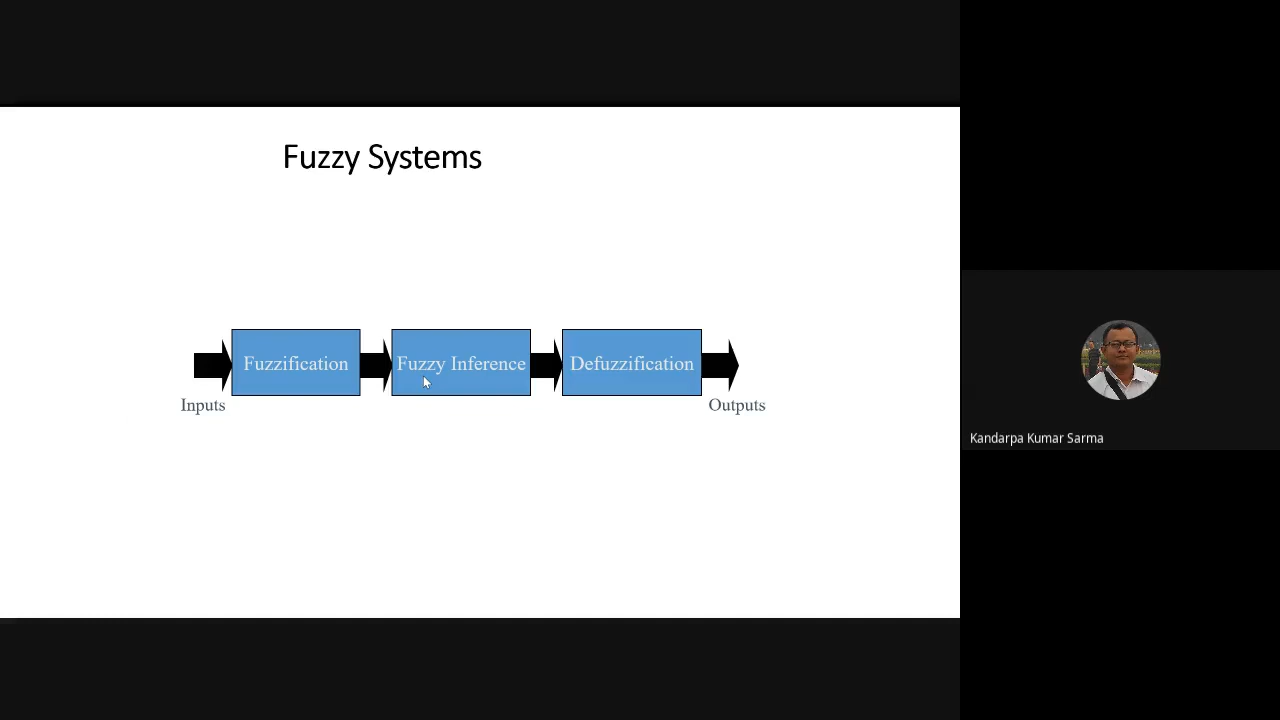 Fuzzy Systems
Fuzzification
Fuzzy Inference
Defuzzification
Inputs
Outputs
Kandarpa Kumar Sarma